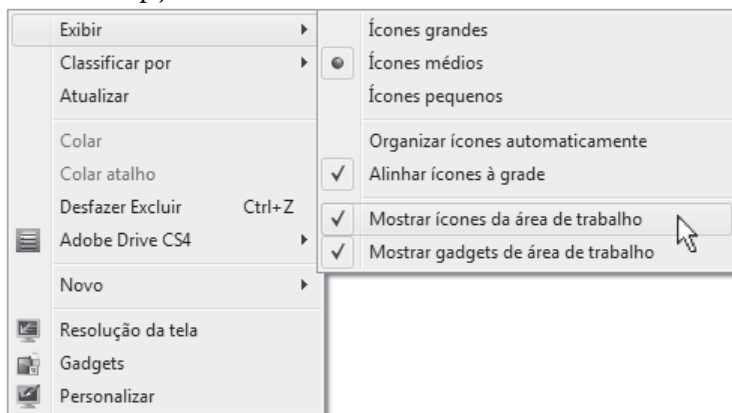 Exibir
Classificar por
Atualizar
Colar
Colar atalho
Desfazer Excluir Ctrl+Z
Adobe Drive CS4
Novo
Resolução da tela
Gadgets
Personalizar
Ícones grandes
Ícones médios
Ícones pequenos
Organizar ícones automaticamente
Alinhar ícones à grade
Mostrar ícones da área de trabalho
Mostrar gadgets de área de trabalho